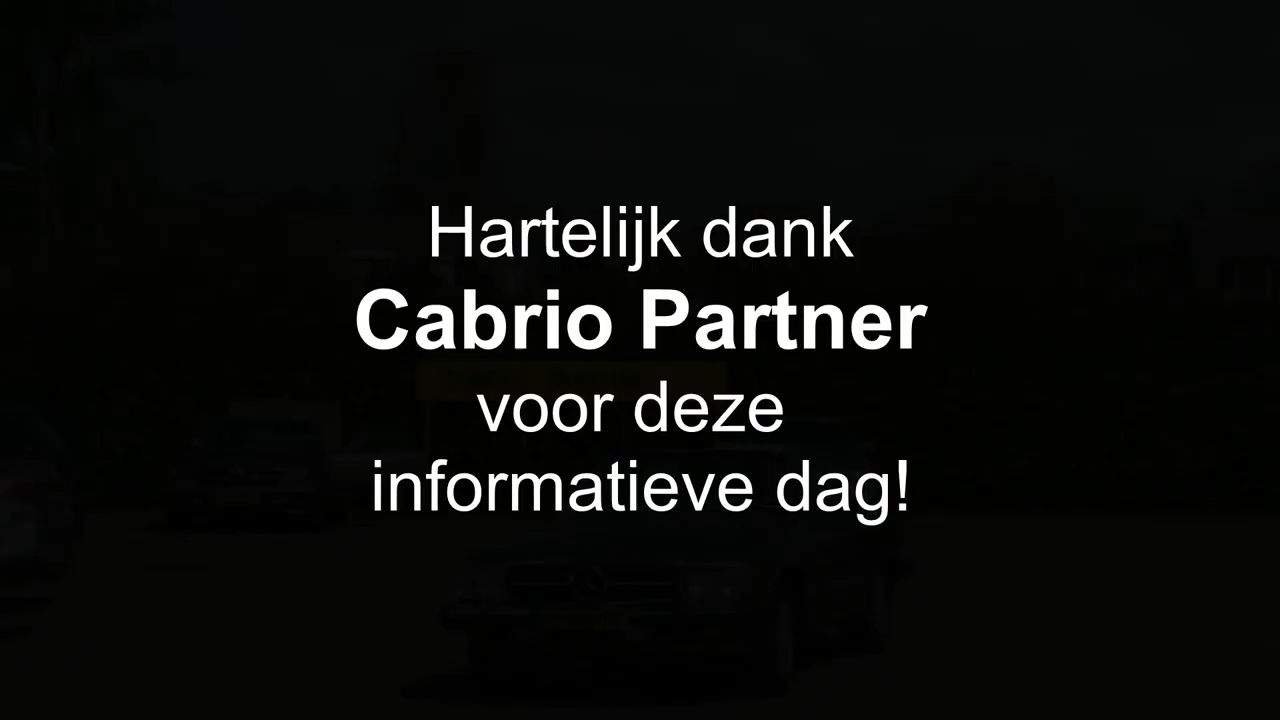 Hartelijk dank
Cabrio Partner
voor deze
informatieve dag!